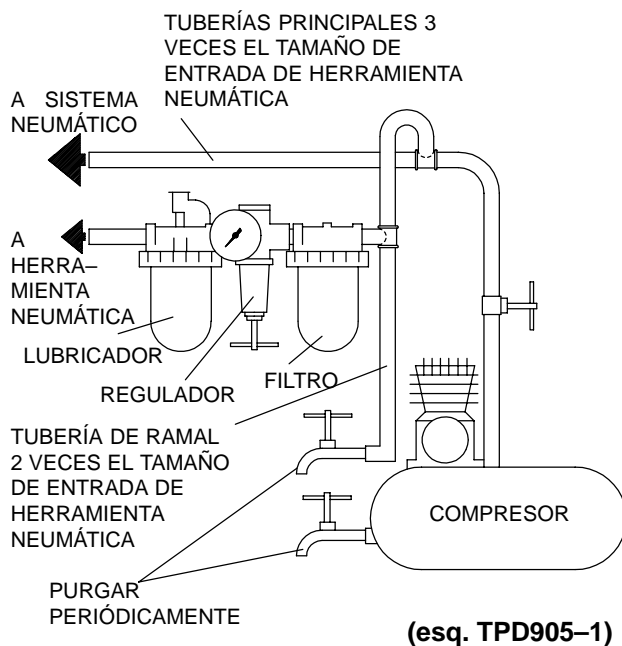 TUBERÍAS PRINCIPALES 3
VECES EL TAMAÑO DE
ENTRADA DE HERRAMIENTA
NEUMÁTICA
A SISTEMA
NEUMÁTICO
A
HERRA–
MIENTA
NEUMÁTICA
LUBRICADOR
REGULADOR
FILTRO
TUBERÍA DE RAMAL
2 VECES EL TAMAÑO
DE ENTRADA DE
HERRAMIENTA
NEUMÁTICA
COMPRESOR
PURGAR
PERIÓDICAMENTE
(esq. TPD905–1)